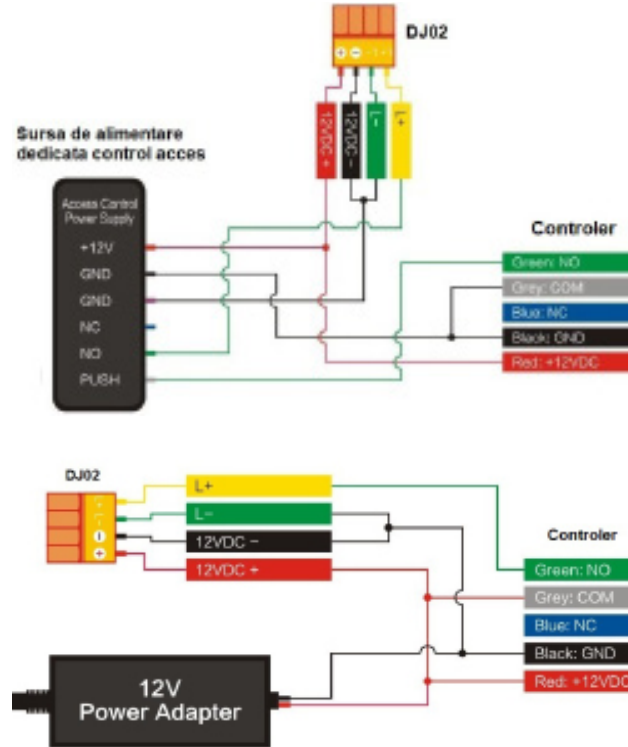 DJ02
+ − L- L+
12VDC +
12VDC −
L−
L+
Sursa de alimentare
dedicata control acces
Access Control
Power Supply
+12V
GND
GND
NC
NO
PUSH
Controler
Green: NO
Grey: COM
Blue: NC
Black: GND
Red: +12VDC
DJ02
L+
L-
−
+
L+
L−
12VDC −
12VDC +
Controler
Green: NO
Grey: COM
Blue: NC
Black: GND
Red: +12VDC
12V
Power Adapter